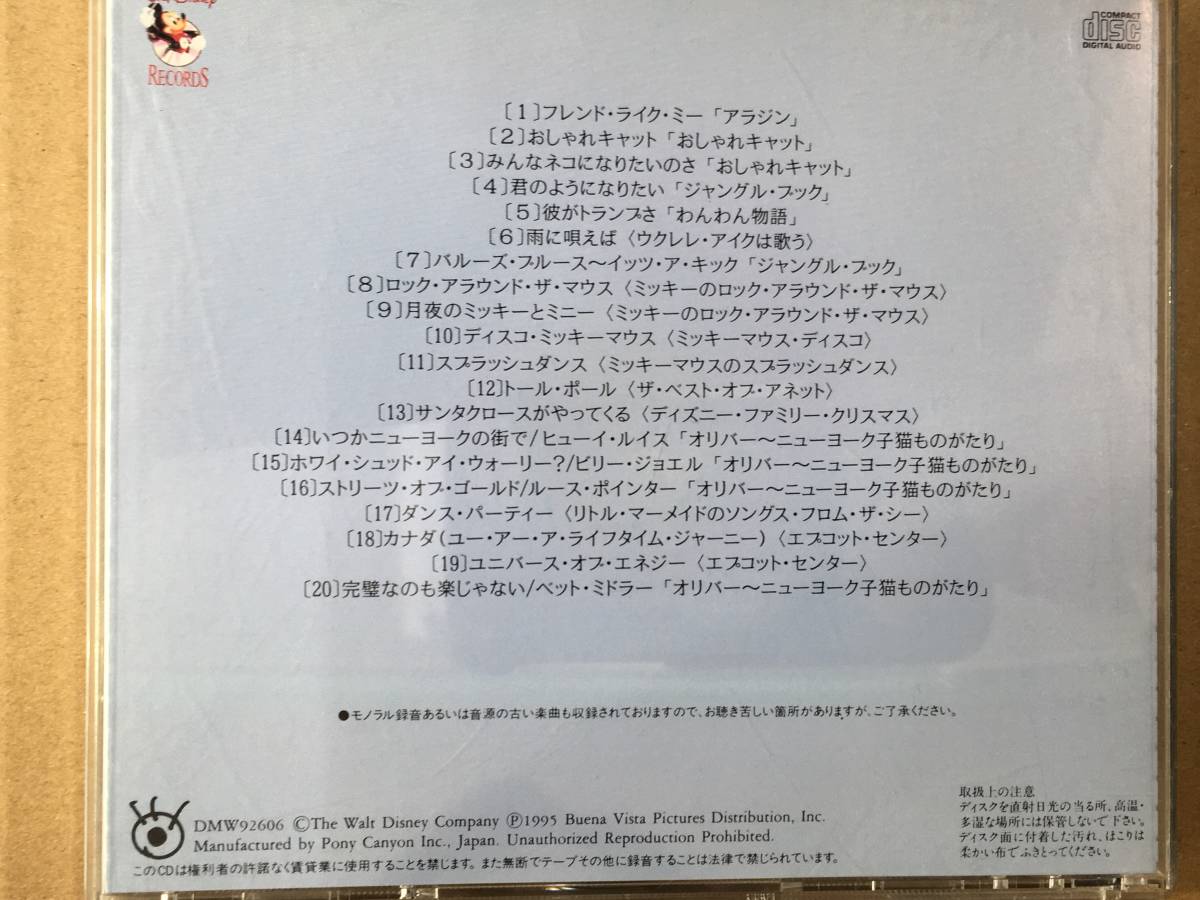 RECORDS
COMPACT
disc
DIGITAL AUDIO
〔1〕フレンド・ライク・ミー「アラジン」
〔2〕おしゃれキャット「おしゃれキャット」
〔3〕みんなネコになりたいのさ「おしゃれキャット」
〔4〕君のようになりたい「ジャングル・ブック」
〔5〕彼がトランプさ「わんわん物語」
〔6〕雨に唄えば〈ウクレレ・アイクは歌う〉
〔7〕バルーズ・ブルース〜イッツ・ア・キック「ジャングル・ブック」
〔8〕ロック・アラウンド・ザ・マウス〈ミッキーのロック・アラウンド・ザ・マウス〉
〔9〕月夜のミッキーとミニー〈ミッキーのロック・アラウンド・ザ・マウス〉
〔10〕ディスコ・ミッキーマウス〈ミッキーマウス・ディスコ〉
〔11〕スプラッシュダンス〈ミッキーマウスのスプラッシュダンス〉
〔12〕トール・ポール〈ザ・ベスト・オブ・アネット〉
〔13〕サンタクロースがやってくる〈ディズニー・ファミリー・クリスマス〉
〔14〕いつかニューヨークの街で/ヒューイ・ルイス「オリバー〜ニューヨーク子猫ものがたり」
〔15〕ホワイ・シュッド・アイ・ウォーリー?/ビリー・ジョエル「オリバー〜ニューヨーク子猫ものがたり」
〔16〕ストリーツ・オブ・ゴールド/ルース・ポインター「オリバー〜ニューヨーク子猫ものがたり」
〔17〕ダンス・パーティー〈リトル・マーメイドのソングス・フロム・ザ・シー〉
〔18〕カナダ(ユー・アー・ア・ライフタイム・ジャーニー)〈エプコット・センター〉
〔19〕ユニバース・オブ・エネジー〈エプコット・センター〉
〔20〕完璧なのも楽じゃない/ベット・ミドラー「オリバー〜ニューヨーク子猫ものがたり」
●モノラル録音あるいは音源の古い楽曲も収録されておりますので、お聴き苦しい箇所がありますが、ご了承ください。
DMW92606 ©The Walt Disney Company ℗1995 Buena Vista Pictures Distribution, Inc.
Manufactured by Pony Canyon Inc., Japan. Unauthorized Reproduction Prohibited.
このCDは権利者の許諾なく賃貸業に使用することを禁じます。また無断でテープその他に録音することは法律で禁じられています。
取扱上の注意
ディスクを直射日光の当る所、高温・
多湿な場所には保管しないで下さい。
ディスク面に付着した汚れ、ほこりは
柔かい布でふきとってください。